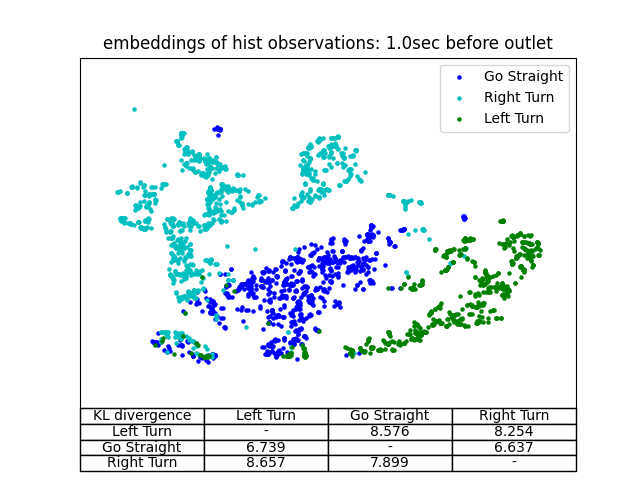 embeddings of hist observations: 1.0sec before outlet
Go Straight
Right Turn
Left Turn
KL divergence Left Turn Go Straight Right Turn
Left Turn - 8.576 8.254
Go Straight 6.739 - 6.637
Right Turn 8.657 7.899 -